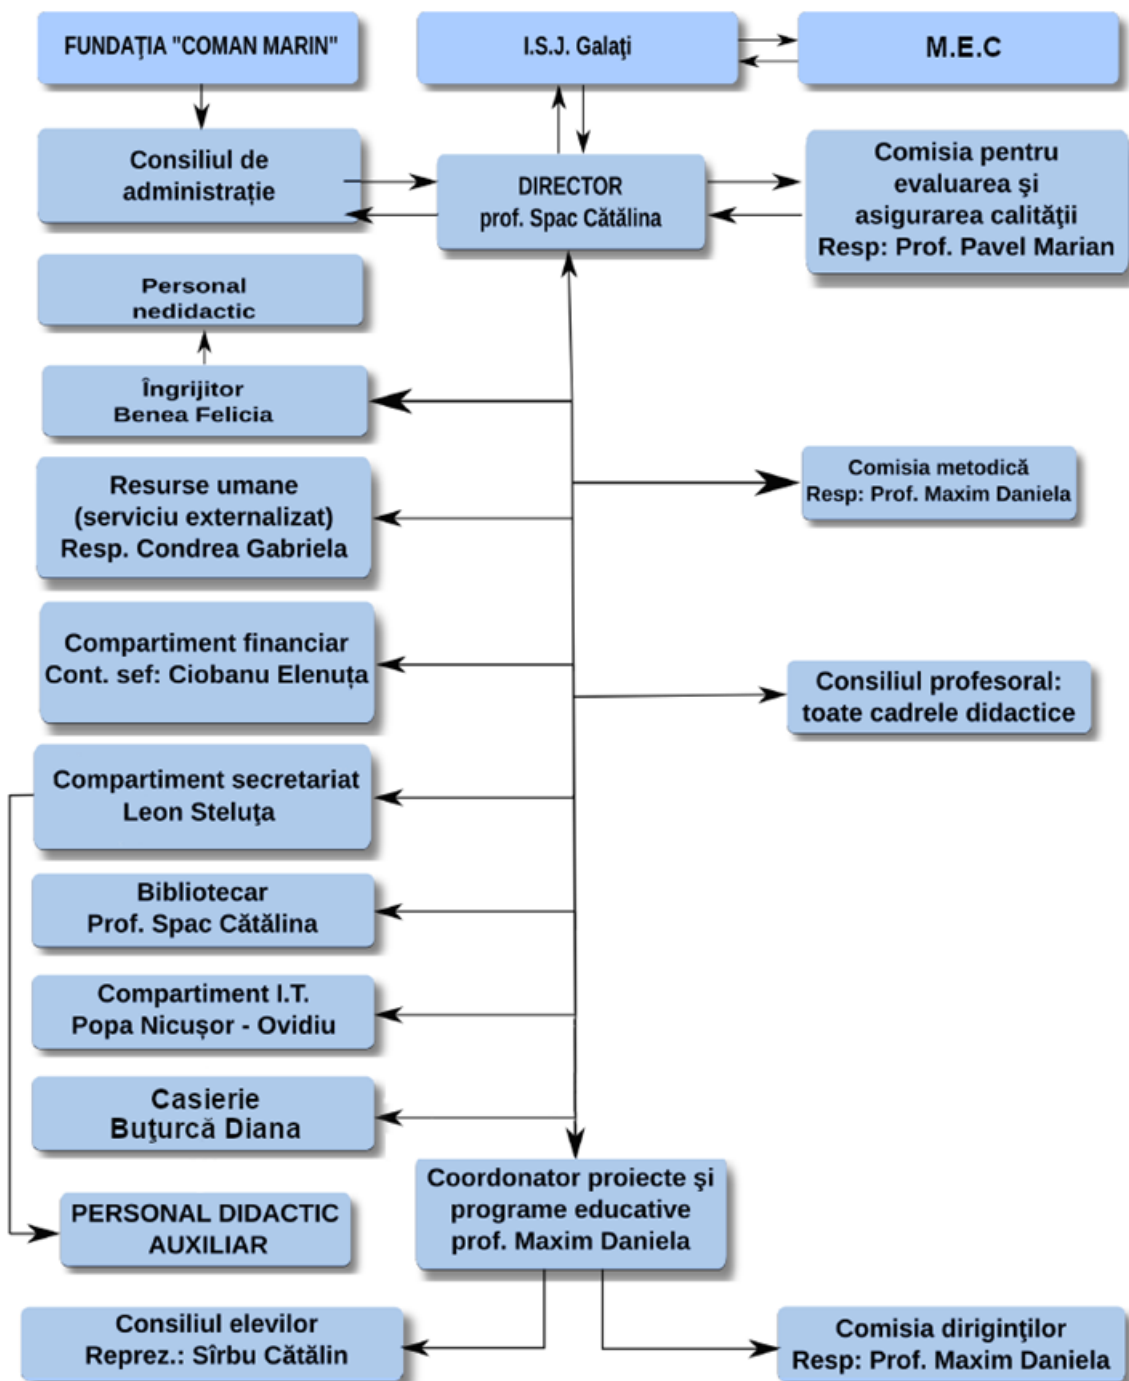 FUNDAŢIA "COMAN MARIN"
I.S.J. Galaţi
M.E.C
Consiliul de
administrație
DIRECTOR
prof. Spac Cătălina
Comisia pentru
evaluarea şi
asigurarea calităţii
Resp: Prof. Pavel Marian
Personal
nedidactic
Îngrijitor
Benea Felicia
Comisia metodică
Resp: Prof. Maxim Daniela
Resurse umane
(serviciu externalizat)
Resp. Condrea Gabriela
Compartiment financiar
Cont. sef: Ciobanu Elenuța
Consiliul profesoral:
toate cadrele didactice
Compartiment secretariat
Leon Steluţa
Bibliotecar
Prof. Spac Cătălina
Compartiment I.T.
Popa Nicușor - Ovidiu
Casierie
Buţurcă Diana
Coordonator proiecte şi
programe educative
prof. Maxim Daniela
PERSONAL DIDACTIC
AUXILIAR
Consiliul elevilor
Reprez.: Sîrbu Cătălin
Comisia diriginţilor
Resp: Prof. Maxim Daniela